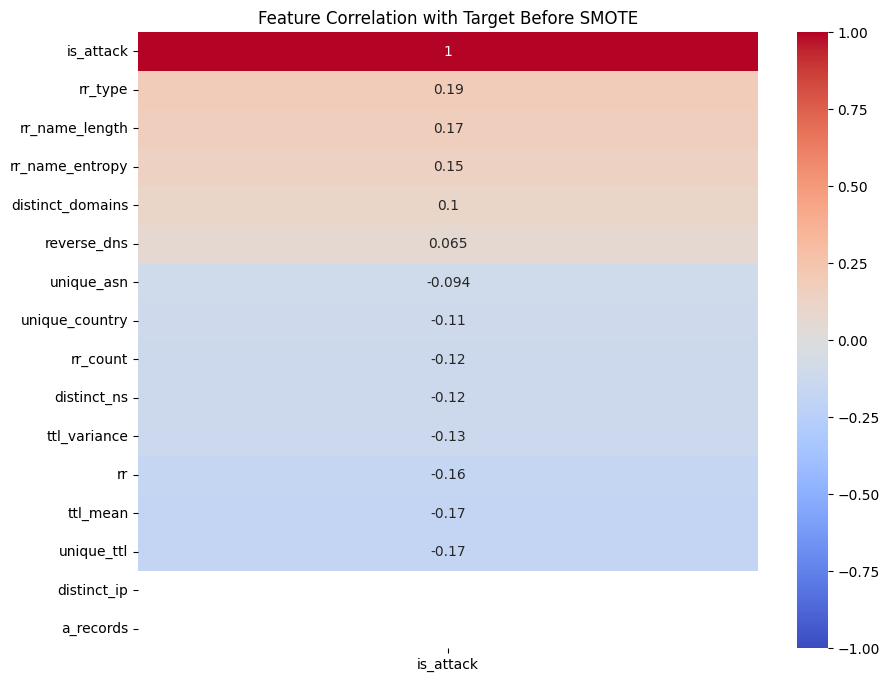 Feature Correlation with Target Before SMOTE
is_attack 1
rr_type 0.19
rr_name_length 0.17
rr_name_entropy 0.15
distinct_domains 0.1
reverse_dns 0.065
unique_asn -0.094
unique_country -0.11
rr_count -0.12
distinct_ns -0.12
ttl_variance -0.13
rr -0.16
ttl_mean -0.17
unique_ttl -0.17
distinct_ip
a_records
is_attack
1.00
0.75
0.50
0.25
0.00
−0.25
−0.50
−0.75
−1.00